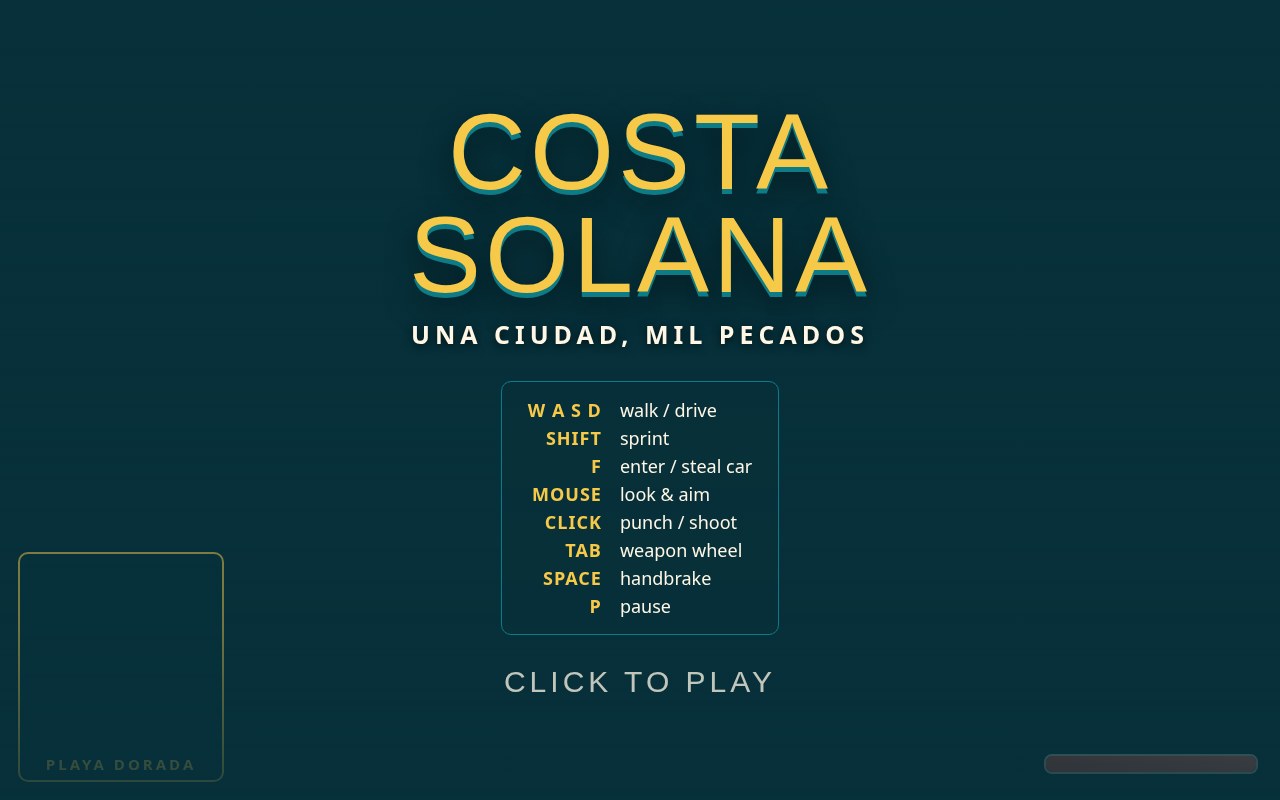 COSTA
SOLANA
UNA CIUDAD, MIL PECADOS
W A S D walk / drive
SHIFT sprint
F enter / steal car
MOUSE look & aim
CLICK punch / shoot
TAB weapon wheel
SPACE handbrake
P pause
CLICK TO PLAY
PLAYA DORADA